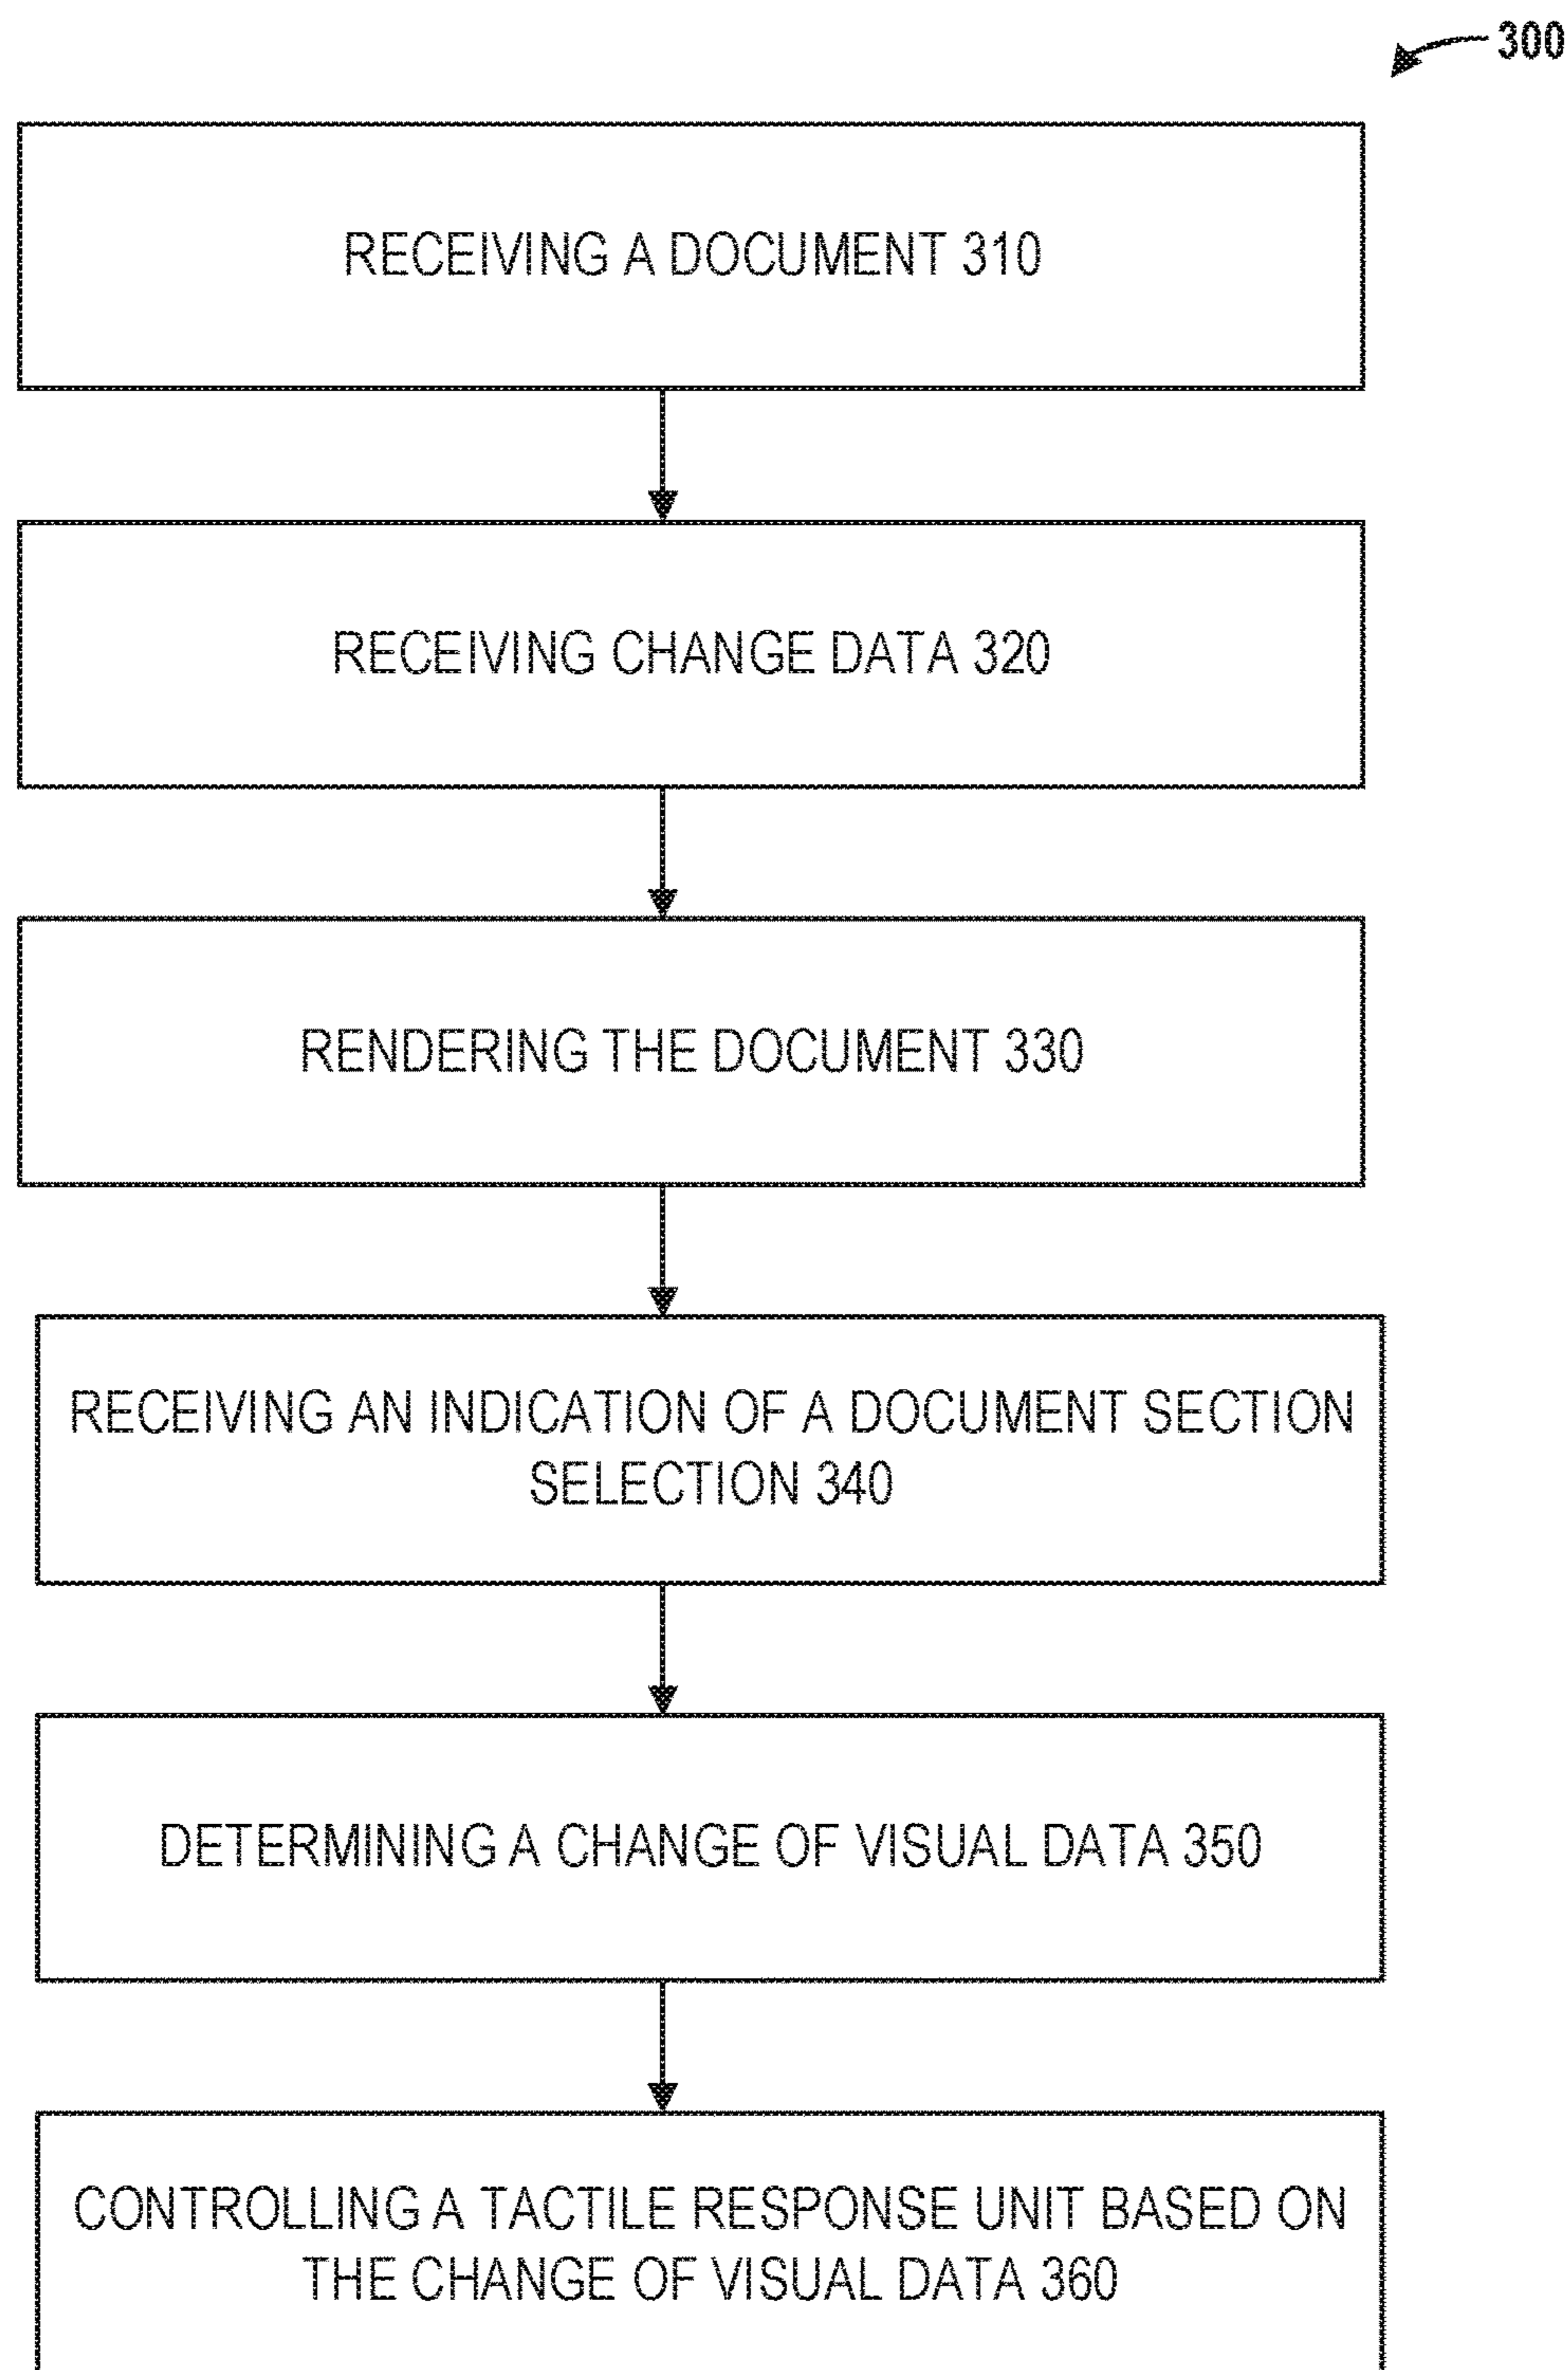 300
RECEIVING A DOCUMENT 310
RECEIVING CHANGE DATA 320
RENDERING THE DOCUMENT 330
RECEIVING AN INDICATION OF A DOCUMENT SECTION
SELECTION 340
DETERMINING A CHANGE OF VISUAL DATA 350
CONTROLLING A TACTILE RESPONSE UNIT BASED ON
THE CHANGE OF VISUAL DATA 360